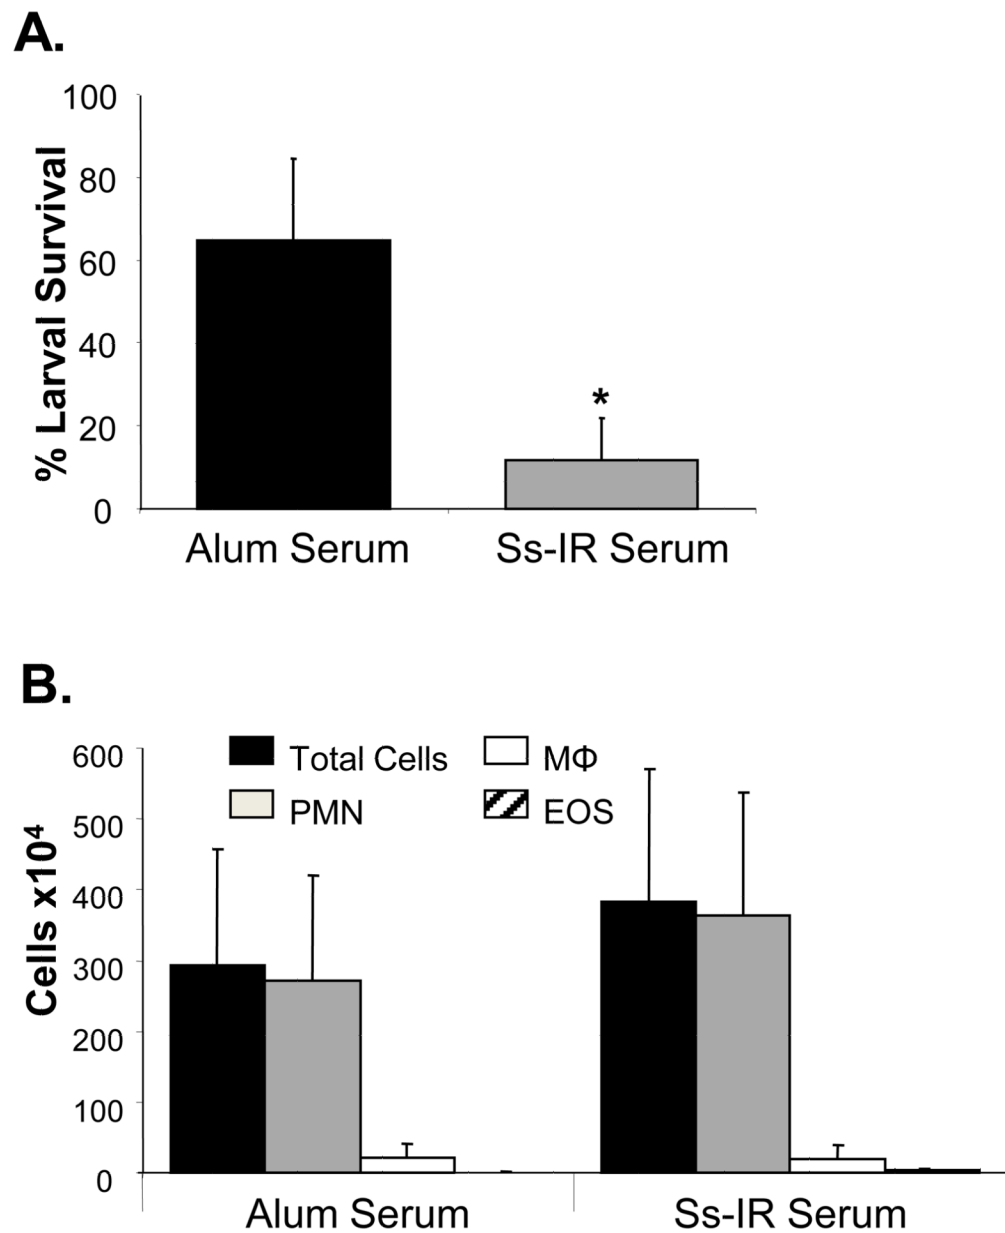 A.
% Larval Survival
100
80
60
40
20
0
*
Alum Serum
Ss-IR Serum
B.
Cells x10⁴
600
500
400
300
200
100
0
Total Cells
MΦ
PMN
EOS
Alum Serum
Ss-IR Serum